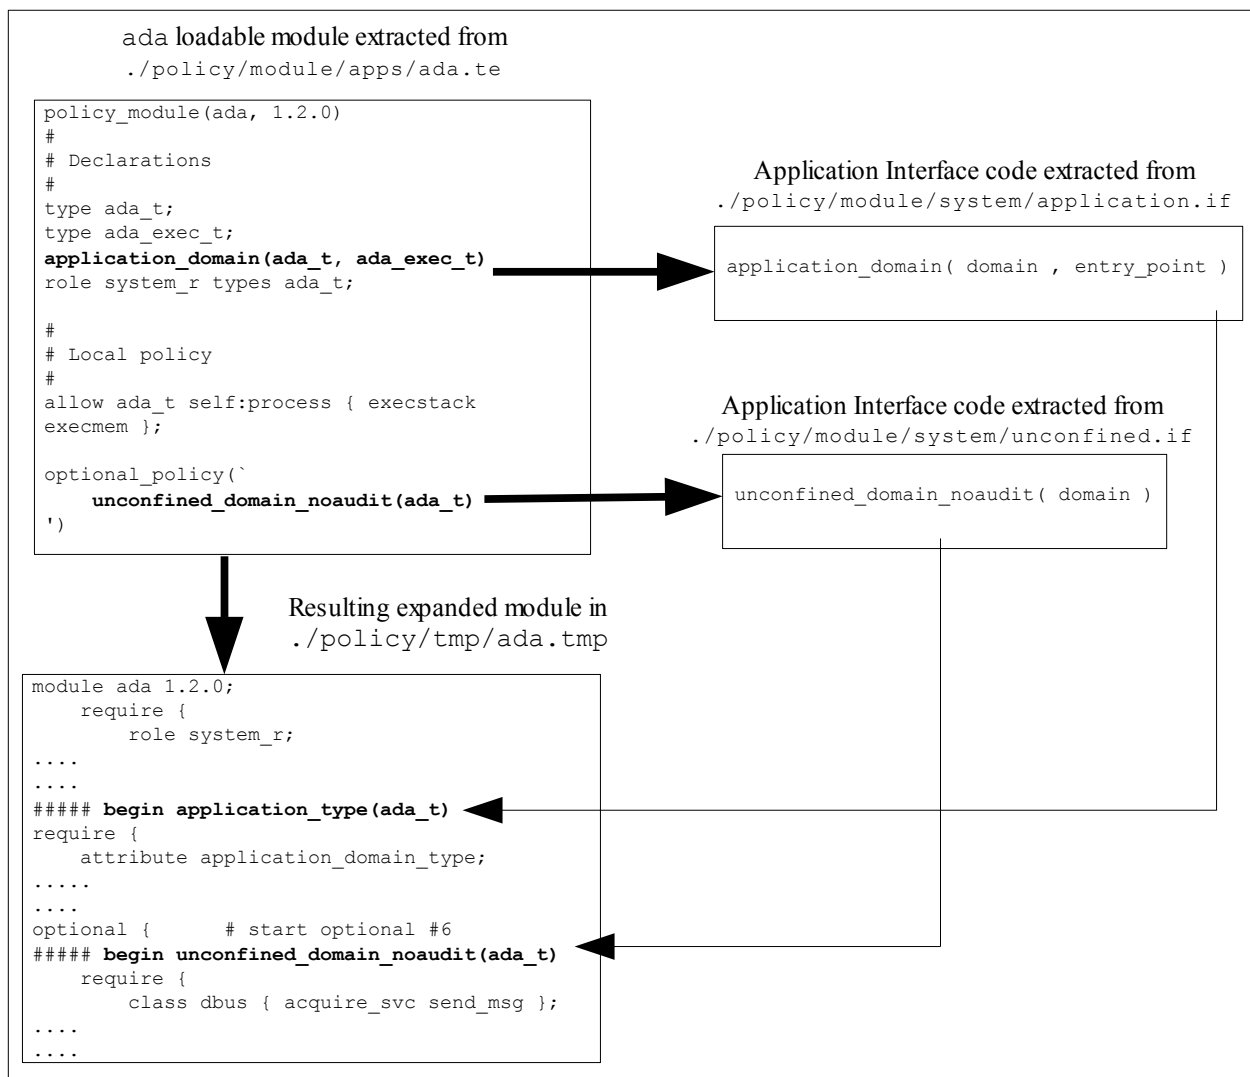 ada loadable module extracted from
./policy/module/apps/ada.te
policy_module(ada, 1.2.0)
#
# Declarations
#
type ada_t;
type ada_exec_t;
application_domain(ada_t, ada_exec_t)
role system_r types ada_t;
#
# Local policy
#
allow ada_t self:process { execstack
execmem };
optional_policy(`
    unconfined_domain_noaudit(ada_t)
')
Application Interface code extracted from
./policy/module/system/application.if
application_domain( domain , entry_point )
Application Interface code extracted from
./policy/module/system/unconfined.if
unconfined_domain_noaudit( domain )
Resulting expanded module in
./policy/tmp/ada.tmp
module ada 1.2.0;
    require {
        role system_r;
....
....
##### begin application_type(ada_t)
require {
    attribute application_domain_type;
.....
....
optional {      # start optional #6
##### begin unconfined_domain_noaudit(ada_t)
    require {
        class dbus { acquire_svc send_msg };
....
....